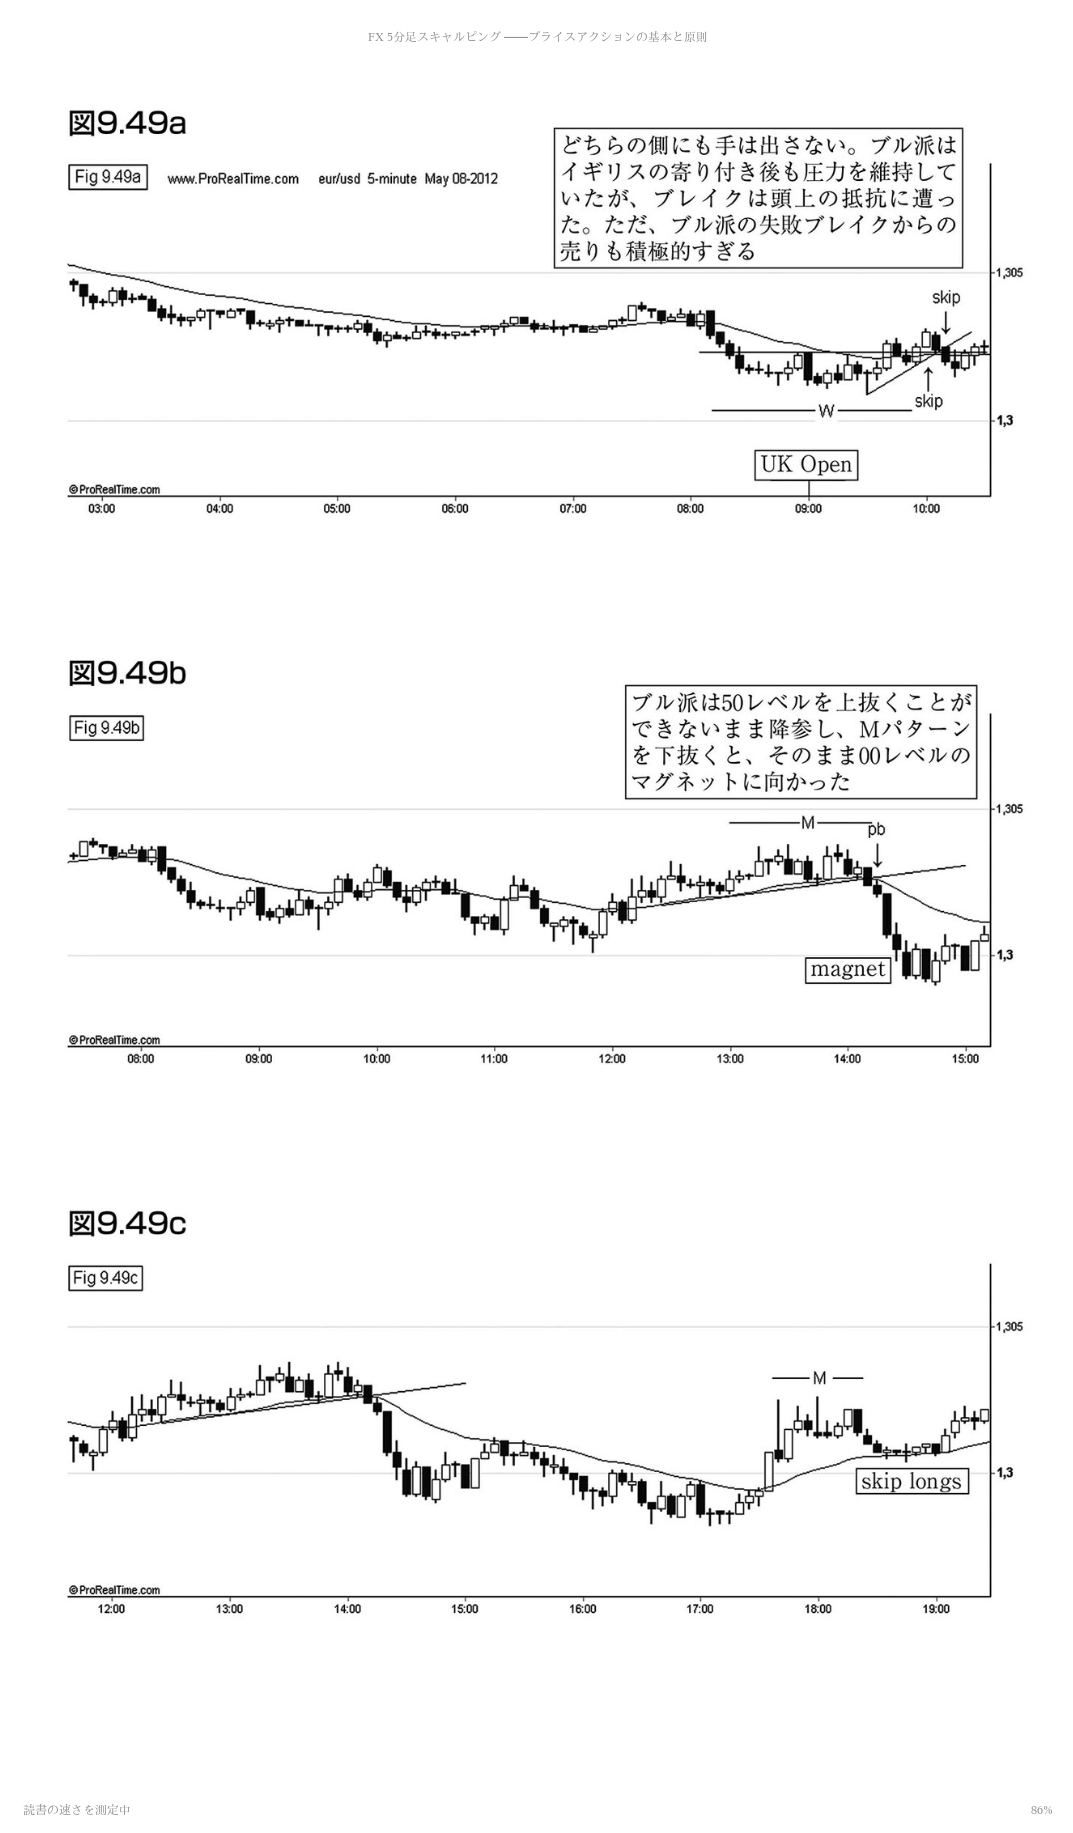 FX 5分足スキャルピング ――プライスアクションの基本と原則
図9.49a
Fig 9.49a www.ProRealTime.com eur/usd 5-minute May 08-2012
どちらの側にも手は出さない。ブル派は
イギリスの寄り付き後も圧力を維持して
いたが、ブレイクは頭上の抵抗に遭っ
た。ただ、ブル派の失敗ブレイクからの
売りも積極的すぎる
1,305
skip
skip
W
1,3
UK Open
©ProRealTime.com
03:00 04:00 05:00 06:00 07:00 08:00 09:00 10:00
図9.49b
Fig 9.49b
ブル派は50レベルを上抜くことが
できないまま降参し、Mパターン
を下抜くと、そのまま00レベルの
マグネットに向かった
1,305
M
pb
1,3
magnet
©ProRealTime.com
08:00 09:00 10:00 11:00 12:00 13:00 14:00 15:00
図9.49c
Fig 9.49c
1,305
M
1,3
skip longs
©ProRealTime.com
12:00 13:00 14:00 15:00 16:00 17:00 18:00 19:00
読書の速さを測定中 86%